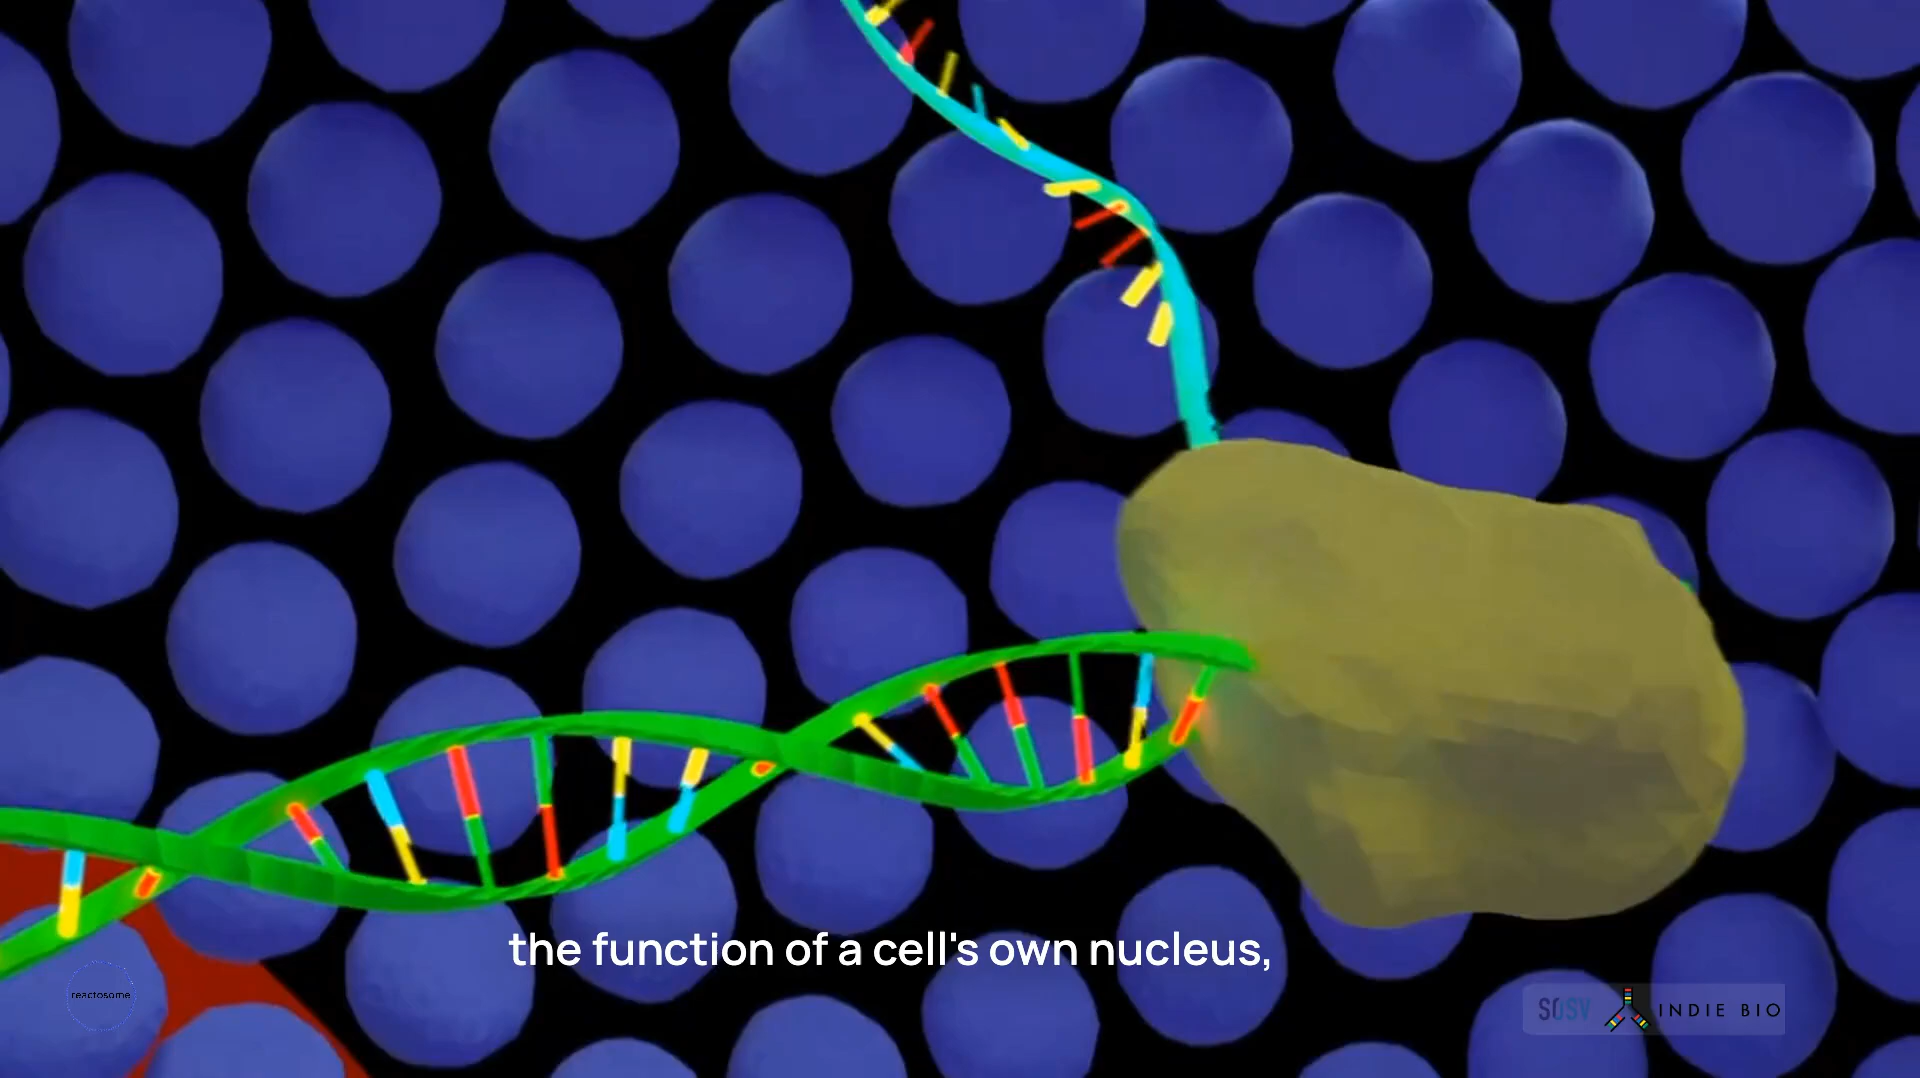 the function of a cell's own nucleus,
reactosome
SOSV INDIE BIO